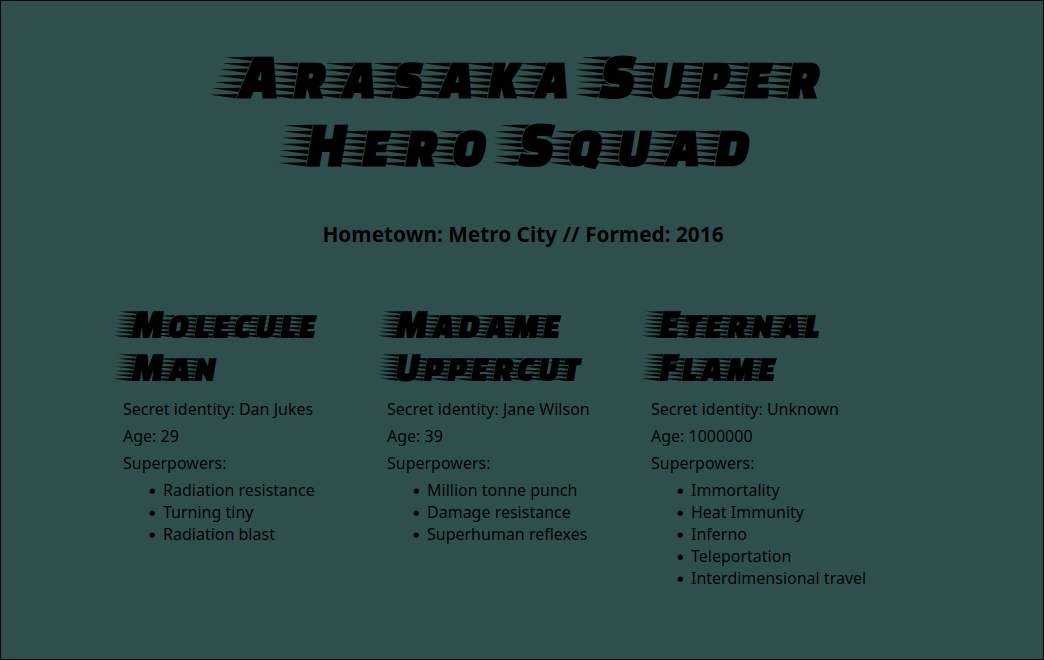 Arasaka Super
Hero Squad
Hometown: Metro City // Formed: 2016
Molecule
Man
Secret identity: Dan Jukes
Age: 29
Superpowers:
• Radiation resistance
• Turning tiny
• Radiation blast
Madame
Uppercut
Secret identity: Jane Wilson
Age: 39
Superpowers:
• Million tonne punch
• Damage resistance
• Superhuman reflexes
Eternal
Flame
Secret identity: Unknown
Age: 1000000
Superpowers:
• Immortality
• Heat Immunity
• Inferno
• Teleportation
• Interdimensional travel